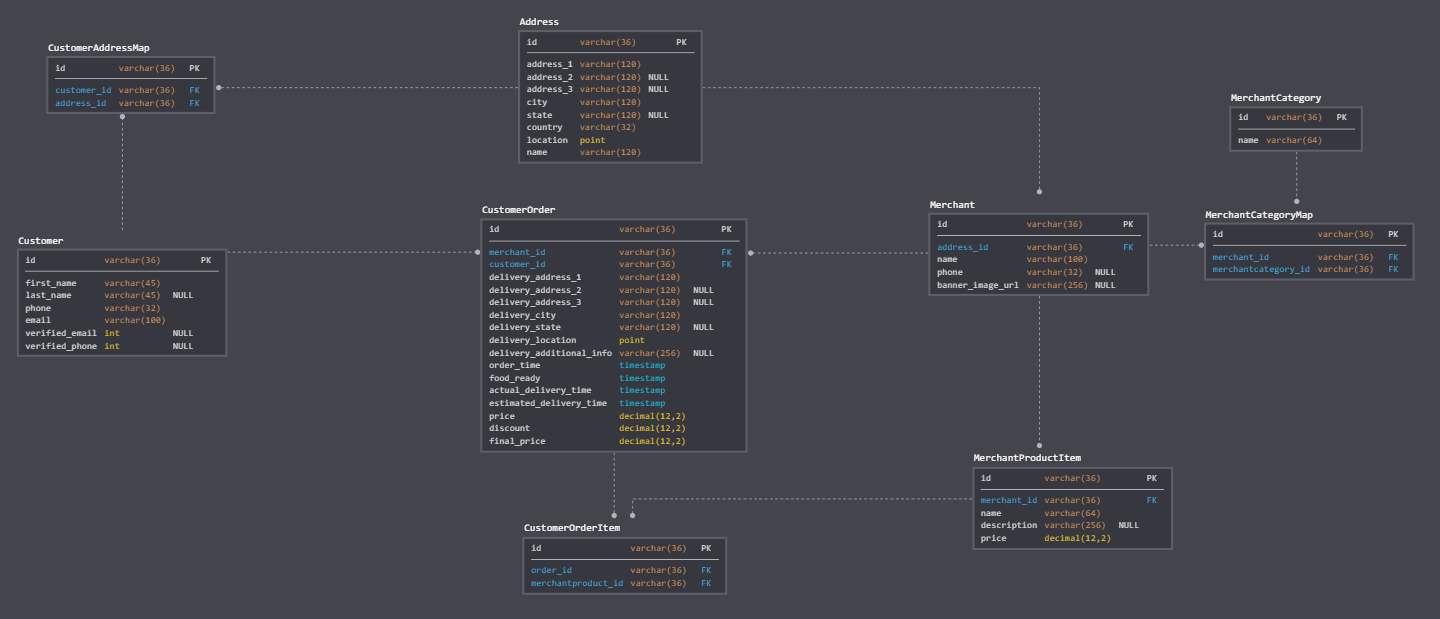 Address
id varchar(36) PK
address_1 varchar(120)
address_2 varchar(120) NULL
address_3 varchar(120) NULL
city varchar(120)
state varchar(120) NULL
country varchar(32)
location point
name varchar(120)
CustomerAddressMap
id varchar(36) PK
customer_id varchar(36) FK
address_id varchar(36) FK
MerchantCategory
id varchar(36) PK
name varchar(64)
Customer
id varchar(36) PK
first_name varchar(45)
last_name varchar(45) NULL
phone varchar(32)
email varchar(100)
verified_email int NULL
verified_phone int NULL
CustomerOrder
id varchar(36) PK
merchant_id varchar(36) FK
customer_id varchar(36) FK
delivery_address_1 varchar(120)
delivery_address_2 varchar(120) NULL
delivery_address_3 varchar(120) NULL
delivery_city varchar(120)
delivery_state varchar(120) NULL
delivery_location point
delivery_additional_info varchar(256) NULL
order_time timestamp
food_ready timestamp
actual_delivery_time timestamp
estimated_delivery_time timestamp
price decimal(12,2)
discount decimal(12,2)
final_price decimal(12,2)
Merchant
id varchar(36) PK
address_id varchar(36) FK
name varchar(100)
phone varchar(32) NULL
banner_image_url varchar(256) NULL
MerchantCategoryMap
id varchar(36) PK
merchant_id varchar(36) FK
merchantcategory_id varchar(36) FK
MerchantProductItem
id varchar(36) PK
merchant_id varchar(36) FK
name varchar(64)
description varchar(256) NULL
price decimal(12,2)
CustomerOrderItem
id varchar(36) PK
order_id varchar(36) FK
merchantproduct_id varchar(36) FK